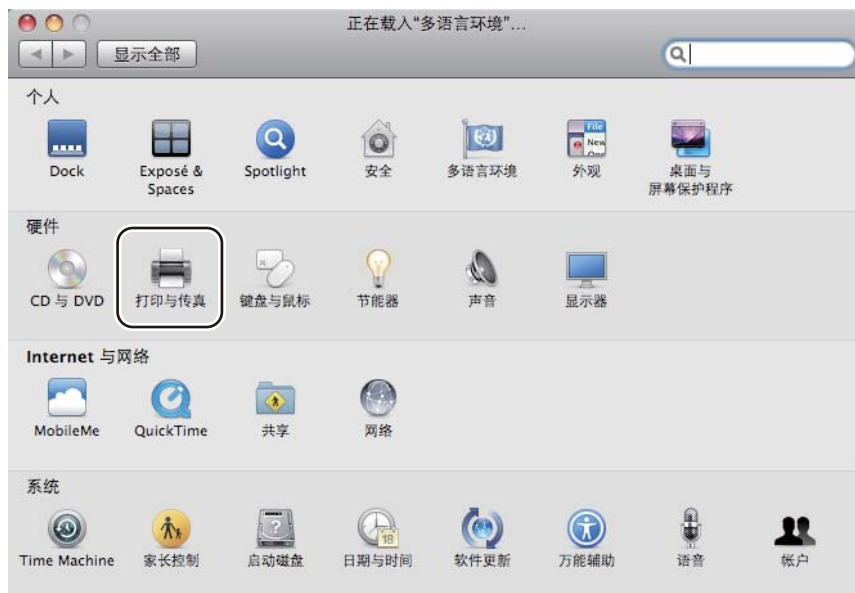 正在载入“多语言环境”...
显示全部
个人
Dock
Exposé &
Spaces
Spotlight
安全
多语言环境
File
New
外观
桌面与
屏幕保护程序
硬件
CD 与 DVD
打印与传真
键盘与鼠标
节能器
声音
显示器
Internet 与网络
MobileMe
QuickTime
共享
网络
系统
Time Machine
家长控制
?
启动磁盘
18
日期与时间
软件更新
万能辅助
语音
帐户